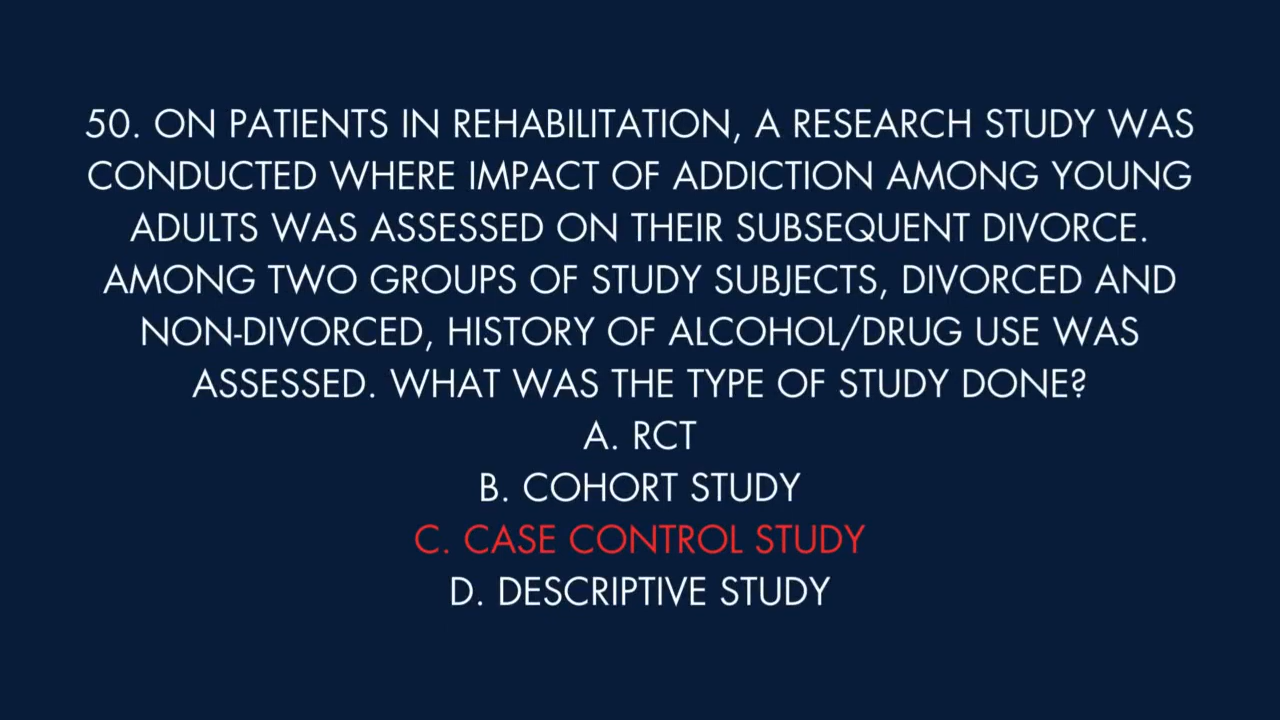 50. ON PATIENTS IN REHABILITATION, A RESEARCH STUDY WAS
CONDUCTED WHERE IMPACT OF ADDICTION AMONG YOUNG
ADULTS WAS ASSESSED ON THEIR SUBSEQUENT DIVORCE.
AMONG TWO GROUPS OF STUDY SUBJECTS, DIVORCED AND
NON-DIVORCED, HISTORY OF ALCOHOL/DRUG USE WAS
ASSESSED. WHAT WAS THE TYPE OF STUDY DONE?
A. RCT
B. COHORT STUDY
C. CASE CONTROL STUDY
D. DESCRIPTIVE STUDY